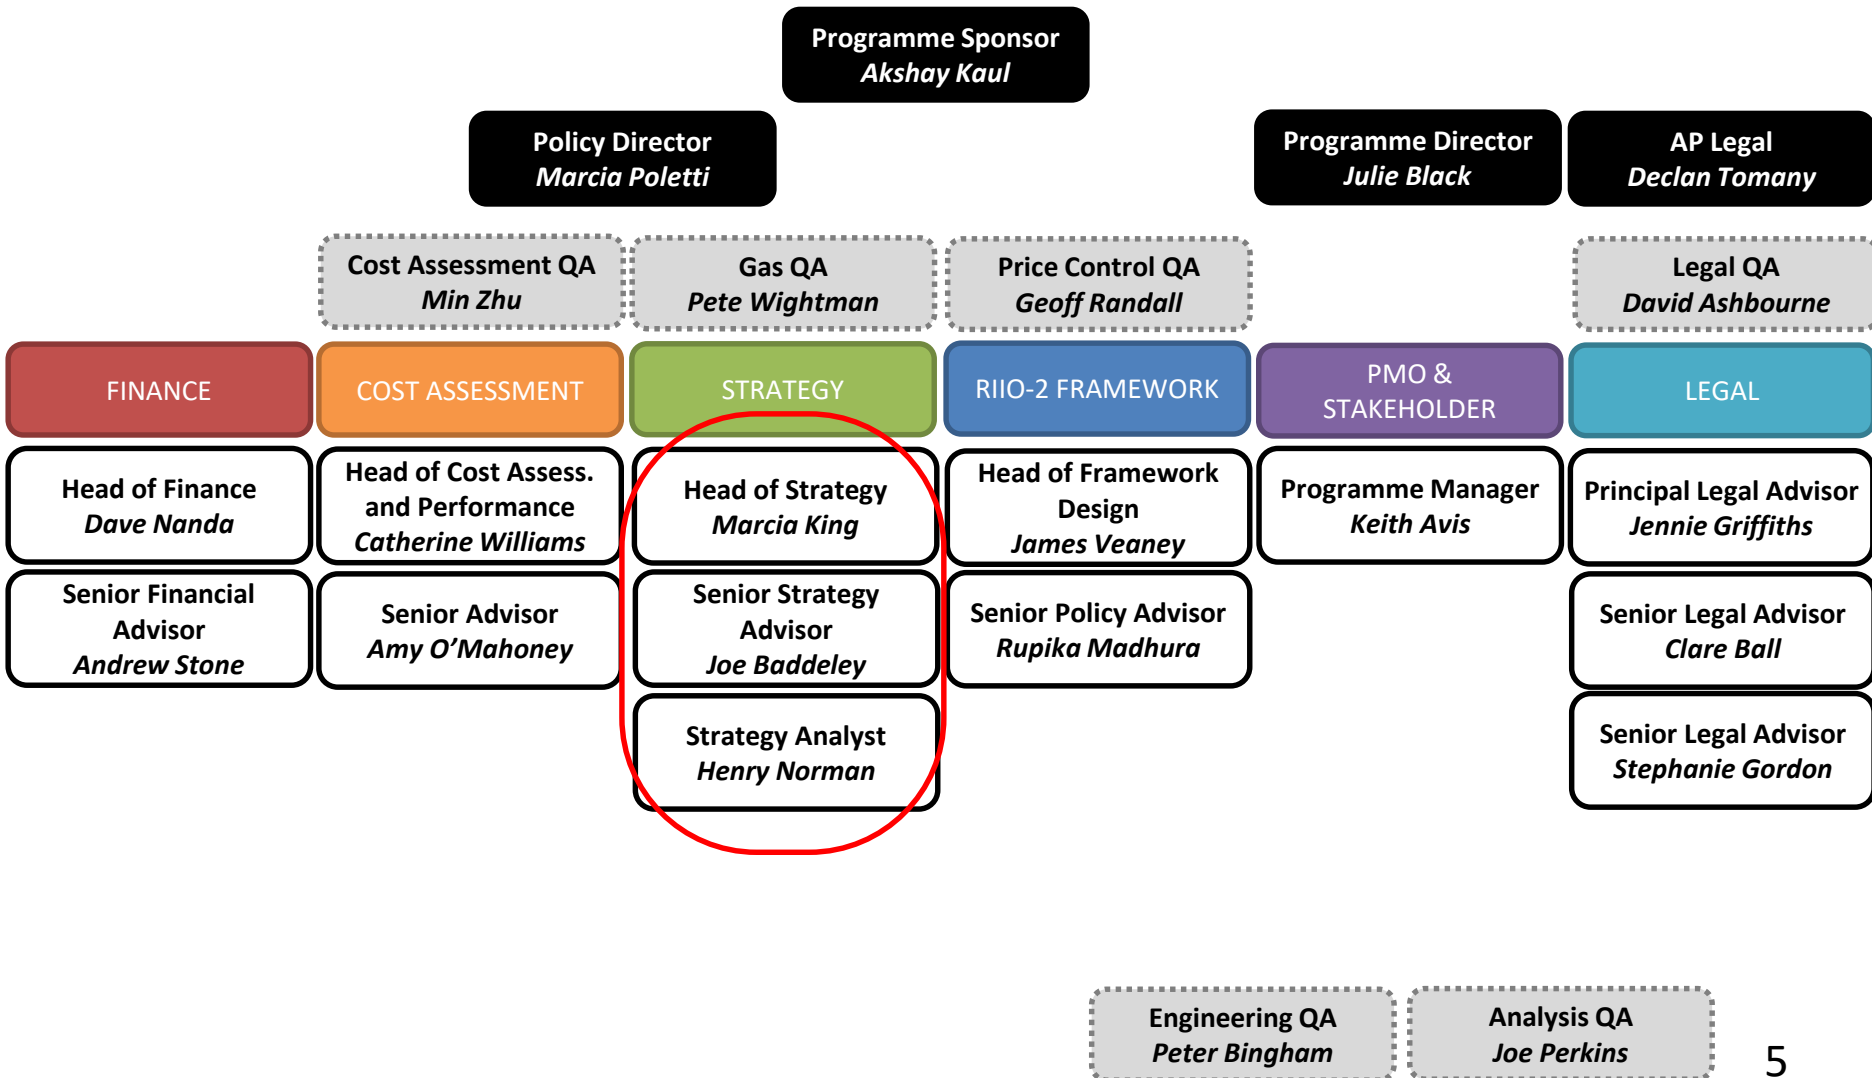 Programme Sponsor
Akshay Kaul
Policy Director
Marcia Poletti
Programme Director
Julie Black
AP Legal
Declan Tomany
Cost Assessment QA
Min Zhu
Gas QA
Pete Wightman
Price Control QA
Geoff Randall
Legal QA
David Ashbourne
FINANCE
COST ASSESSMENT
STRATEGY
RIIO-2 FRAMEWORK
PMO &
STAKEHOLDER
LEGAL
Head of Finance
Dave Nanda
Head of Cost Assess.
and Performance
Catherine Williams
Head of Strategy
Marcia King
Head of Framework
Design
James Veaney
Programme Manager
Keith Avis
Principal Legal Advisor
Jennie Griffiths
Senior Financial
Advisor
Andrew Stone
Senior Advisor
Amy O’Mahoney
Senior Strategy
Advisor
Joe Baddeley
Senior Policy Advisor
Rupika Madhura
Senior Legal Advisor
Clare Ball
Strategy Analyst
Henry Norman
Senior Legal Advisor
Stephanie Gordon
Engineering QA
Peter Bingham
Analysis QA
Joe Perkins
5